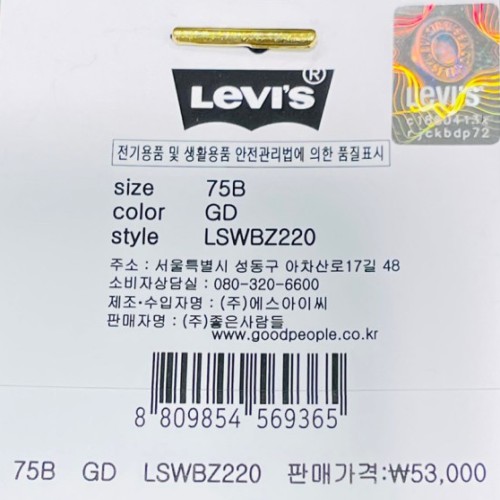 LEVI'S®
Levi's
c1660415x
rjckbdp72
전기용품 및 생활용품 안전관리법에 의한 품질표시
size 75B
color GD
style LSWBZ220
주소 : 서울특별시 성동구 아차산로17길 48
소비자상담실 : 080-320-6600
제조·수입자명 : (주)에스아이씨
판매자명 : (주)좋은사람들
www.goodpeople.co.kr
8 809854 569365
75B GD LSWBZ220 판매가격:₩53,000